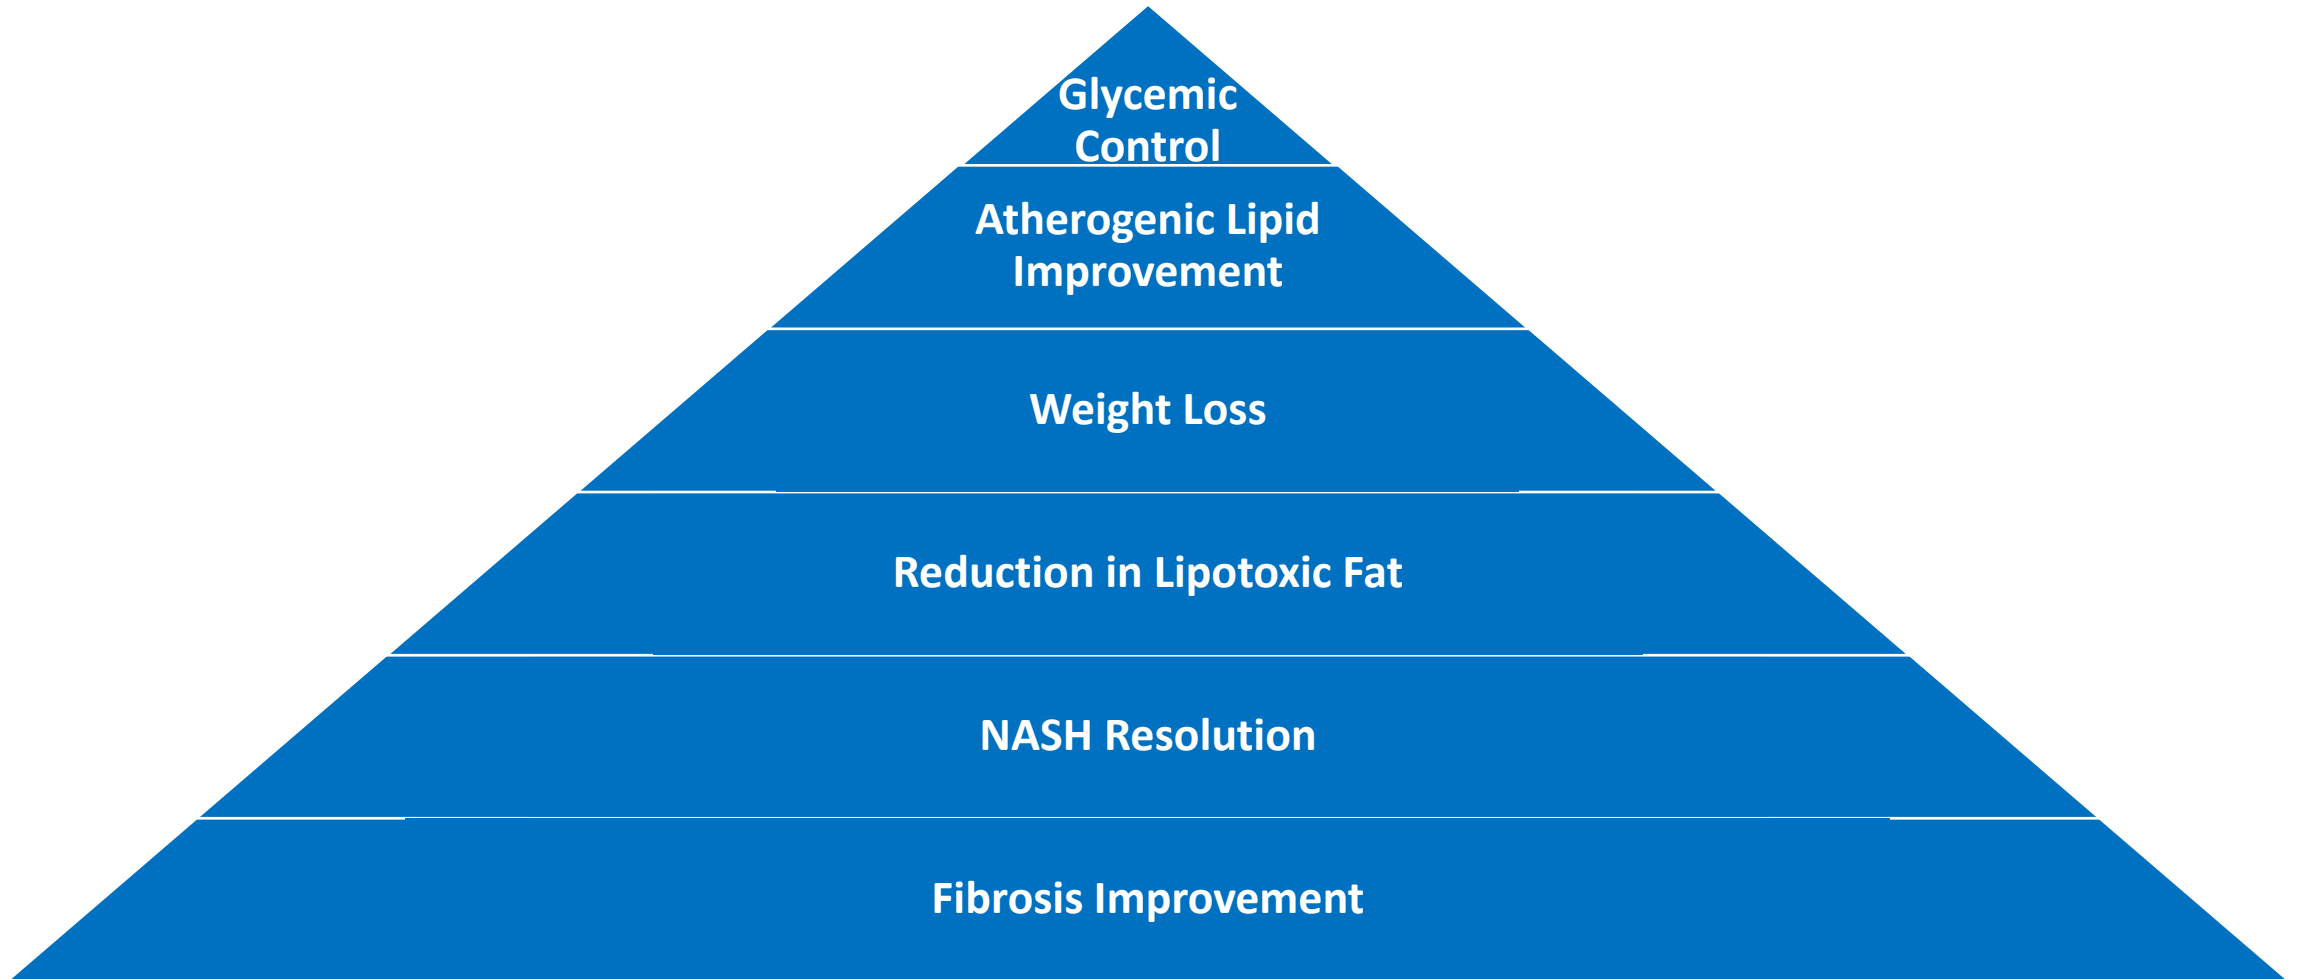 Glycemic
Control
Atherogenic Lipid
Improvement
Weight Loss
Reduction in Lipotoxic Fat
NASH Resolution
Fibrosis Improvement